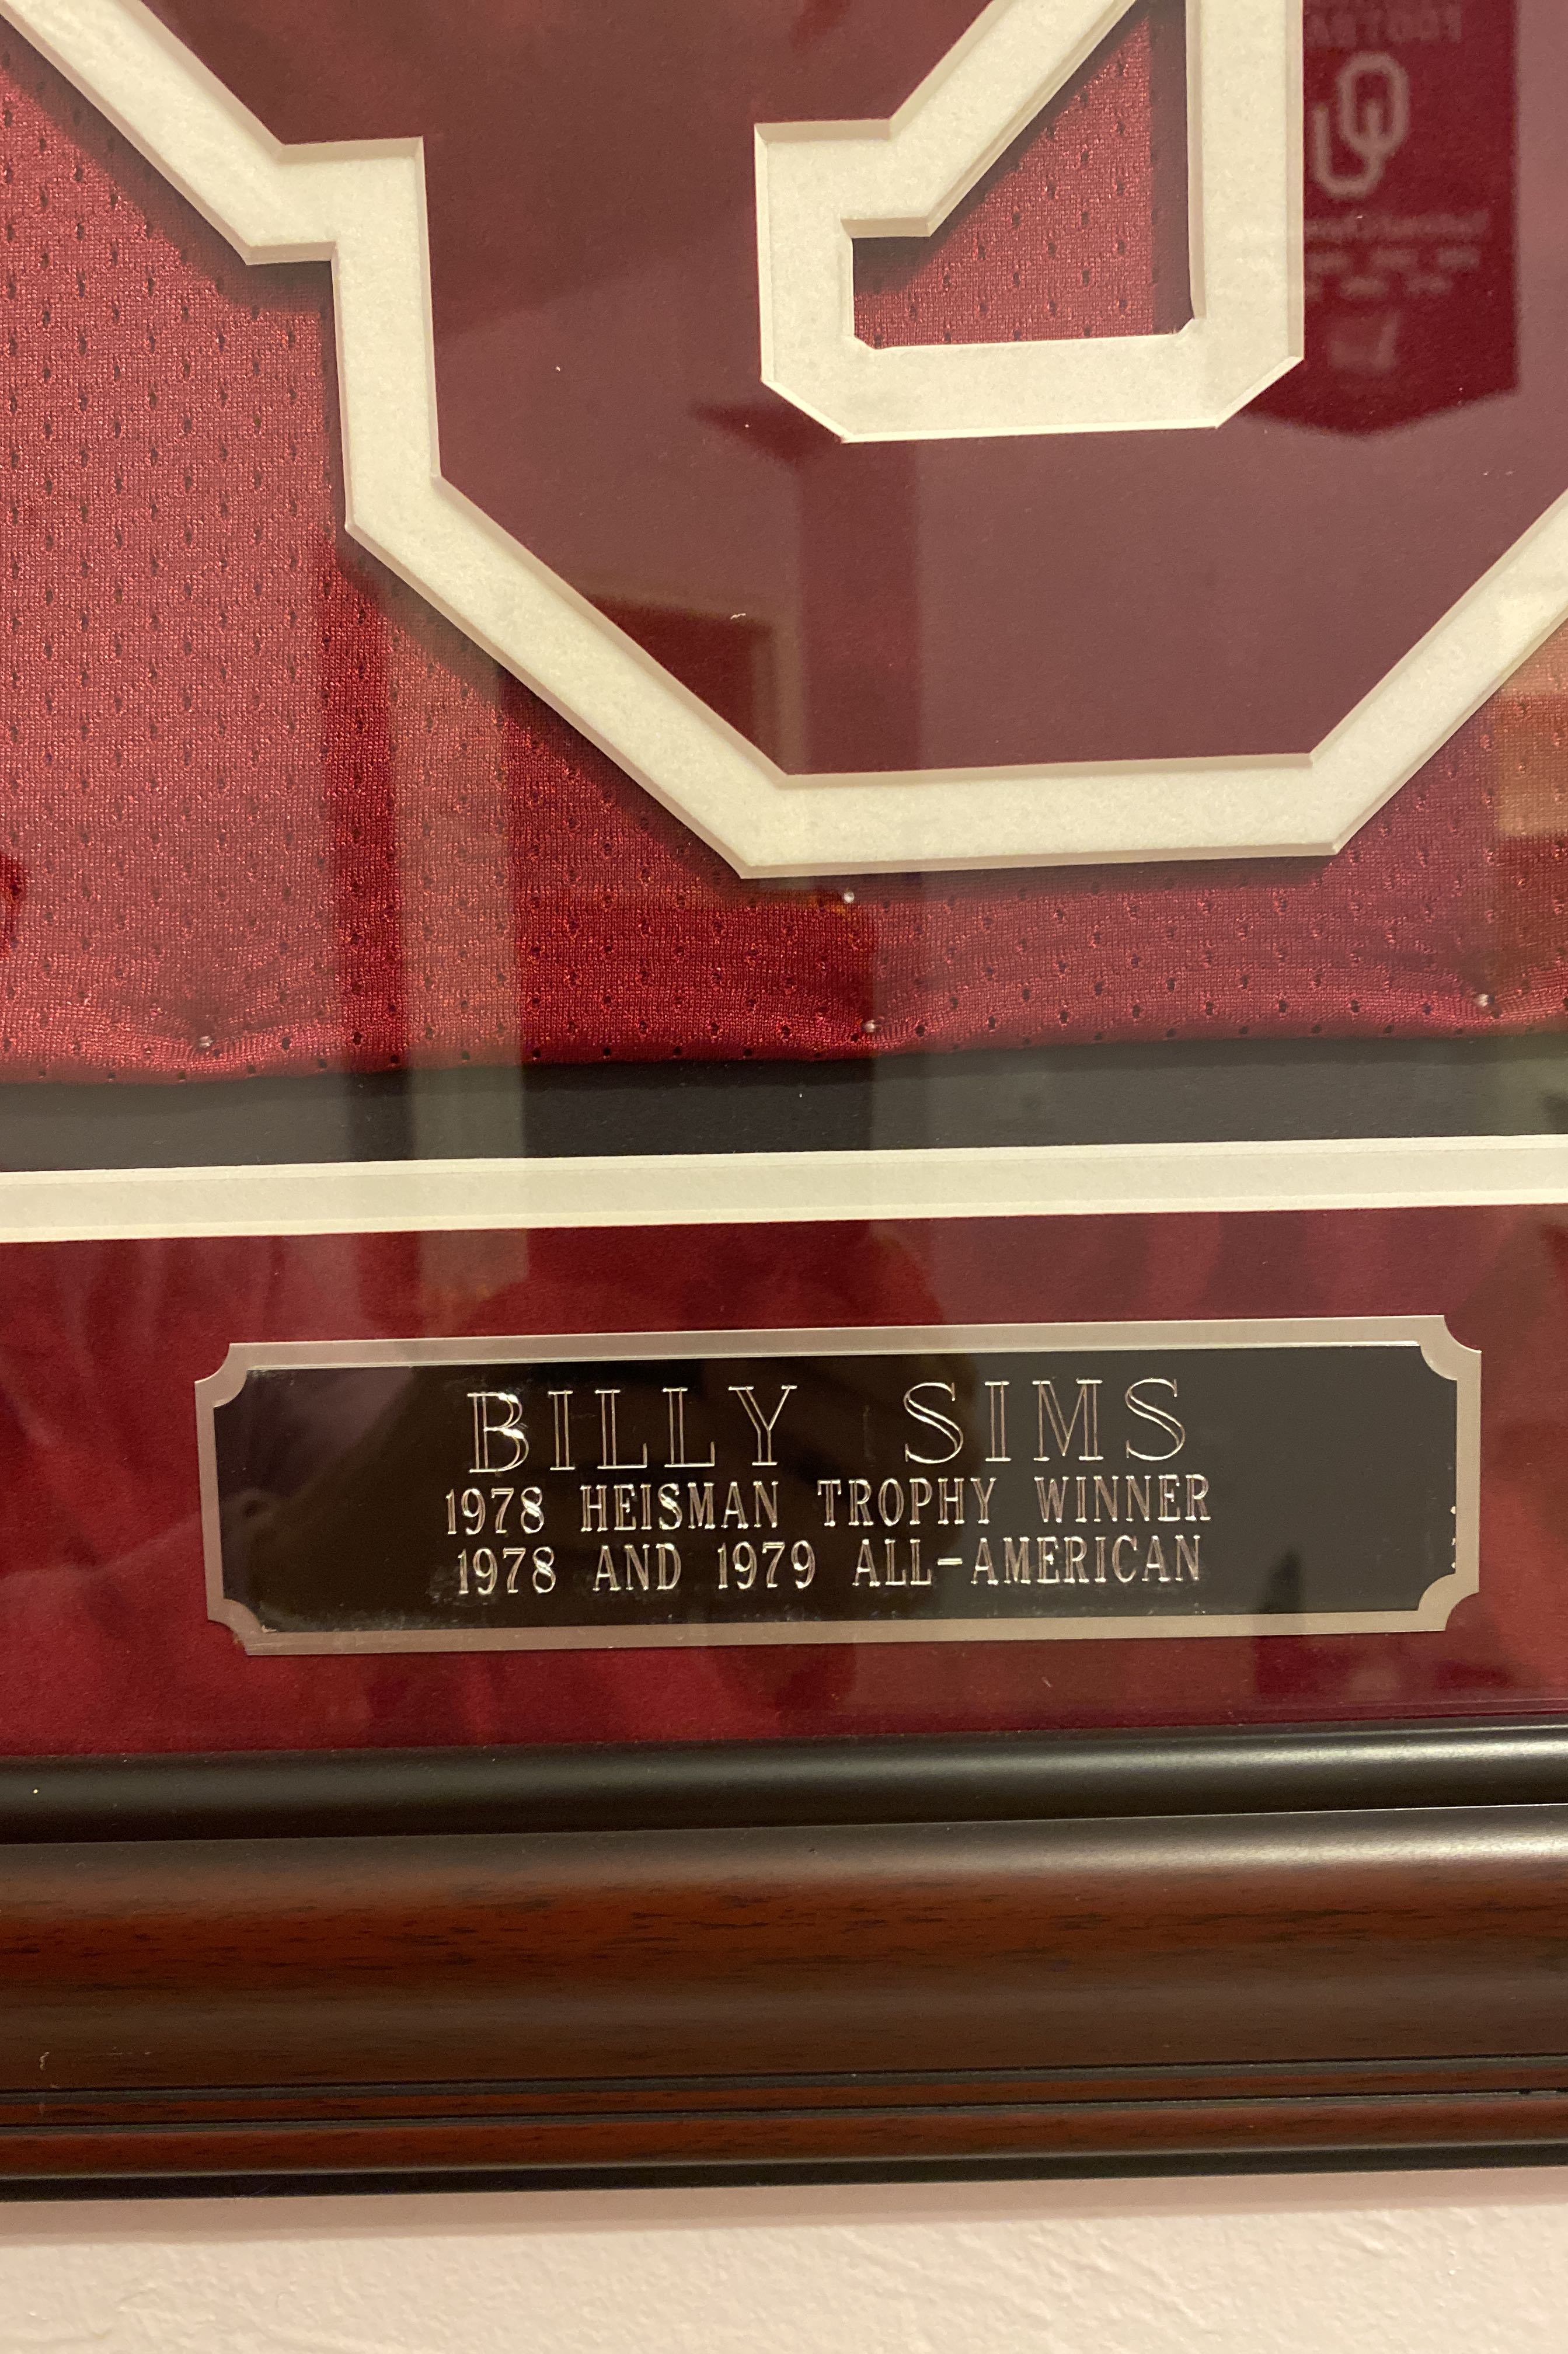 BILLY SIMS
1978 HEISMAN TROPHY WINNER
1978 AND 1979 ALL-AMERICAN